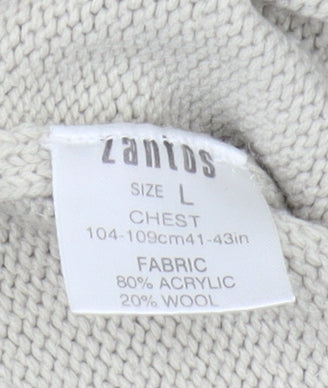 Zantos
SIZE L
CHEST
104-109cm41-43in
FABRIC
80% ACRYLIC
20% WOOL